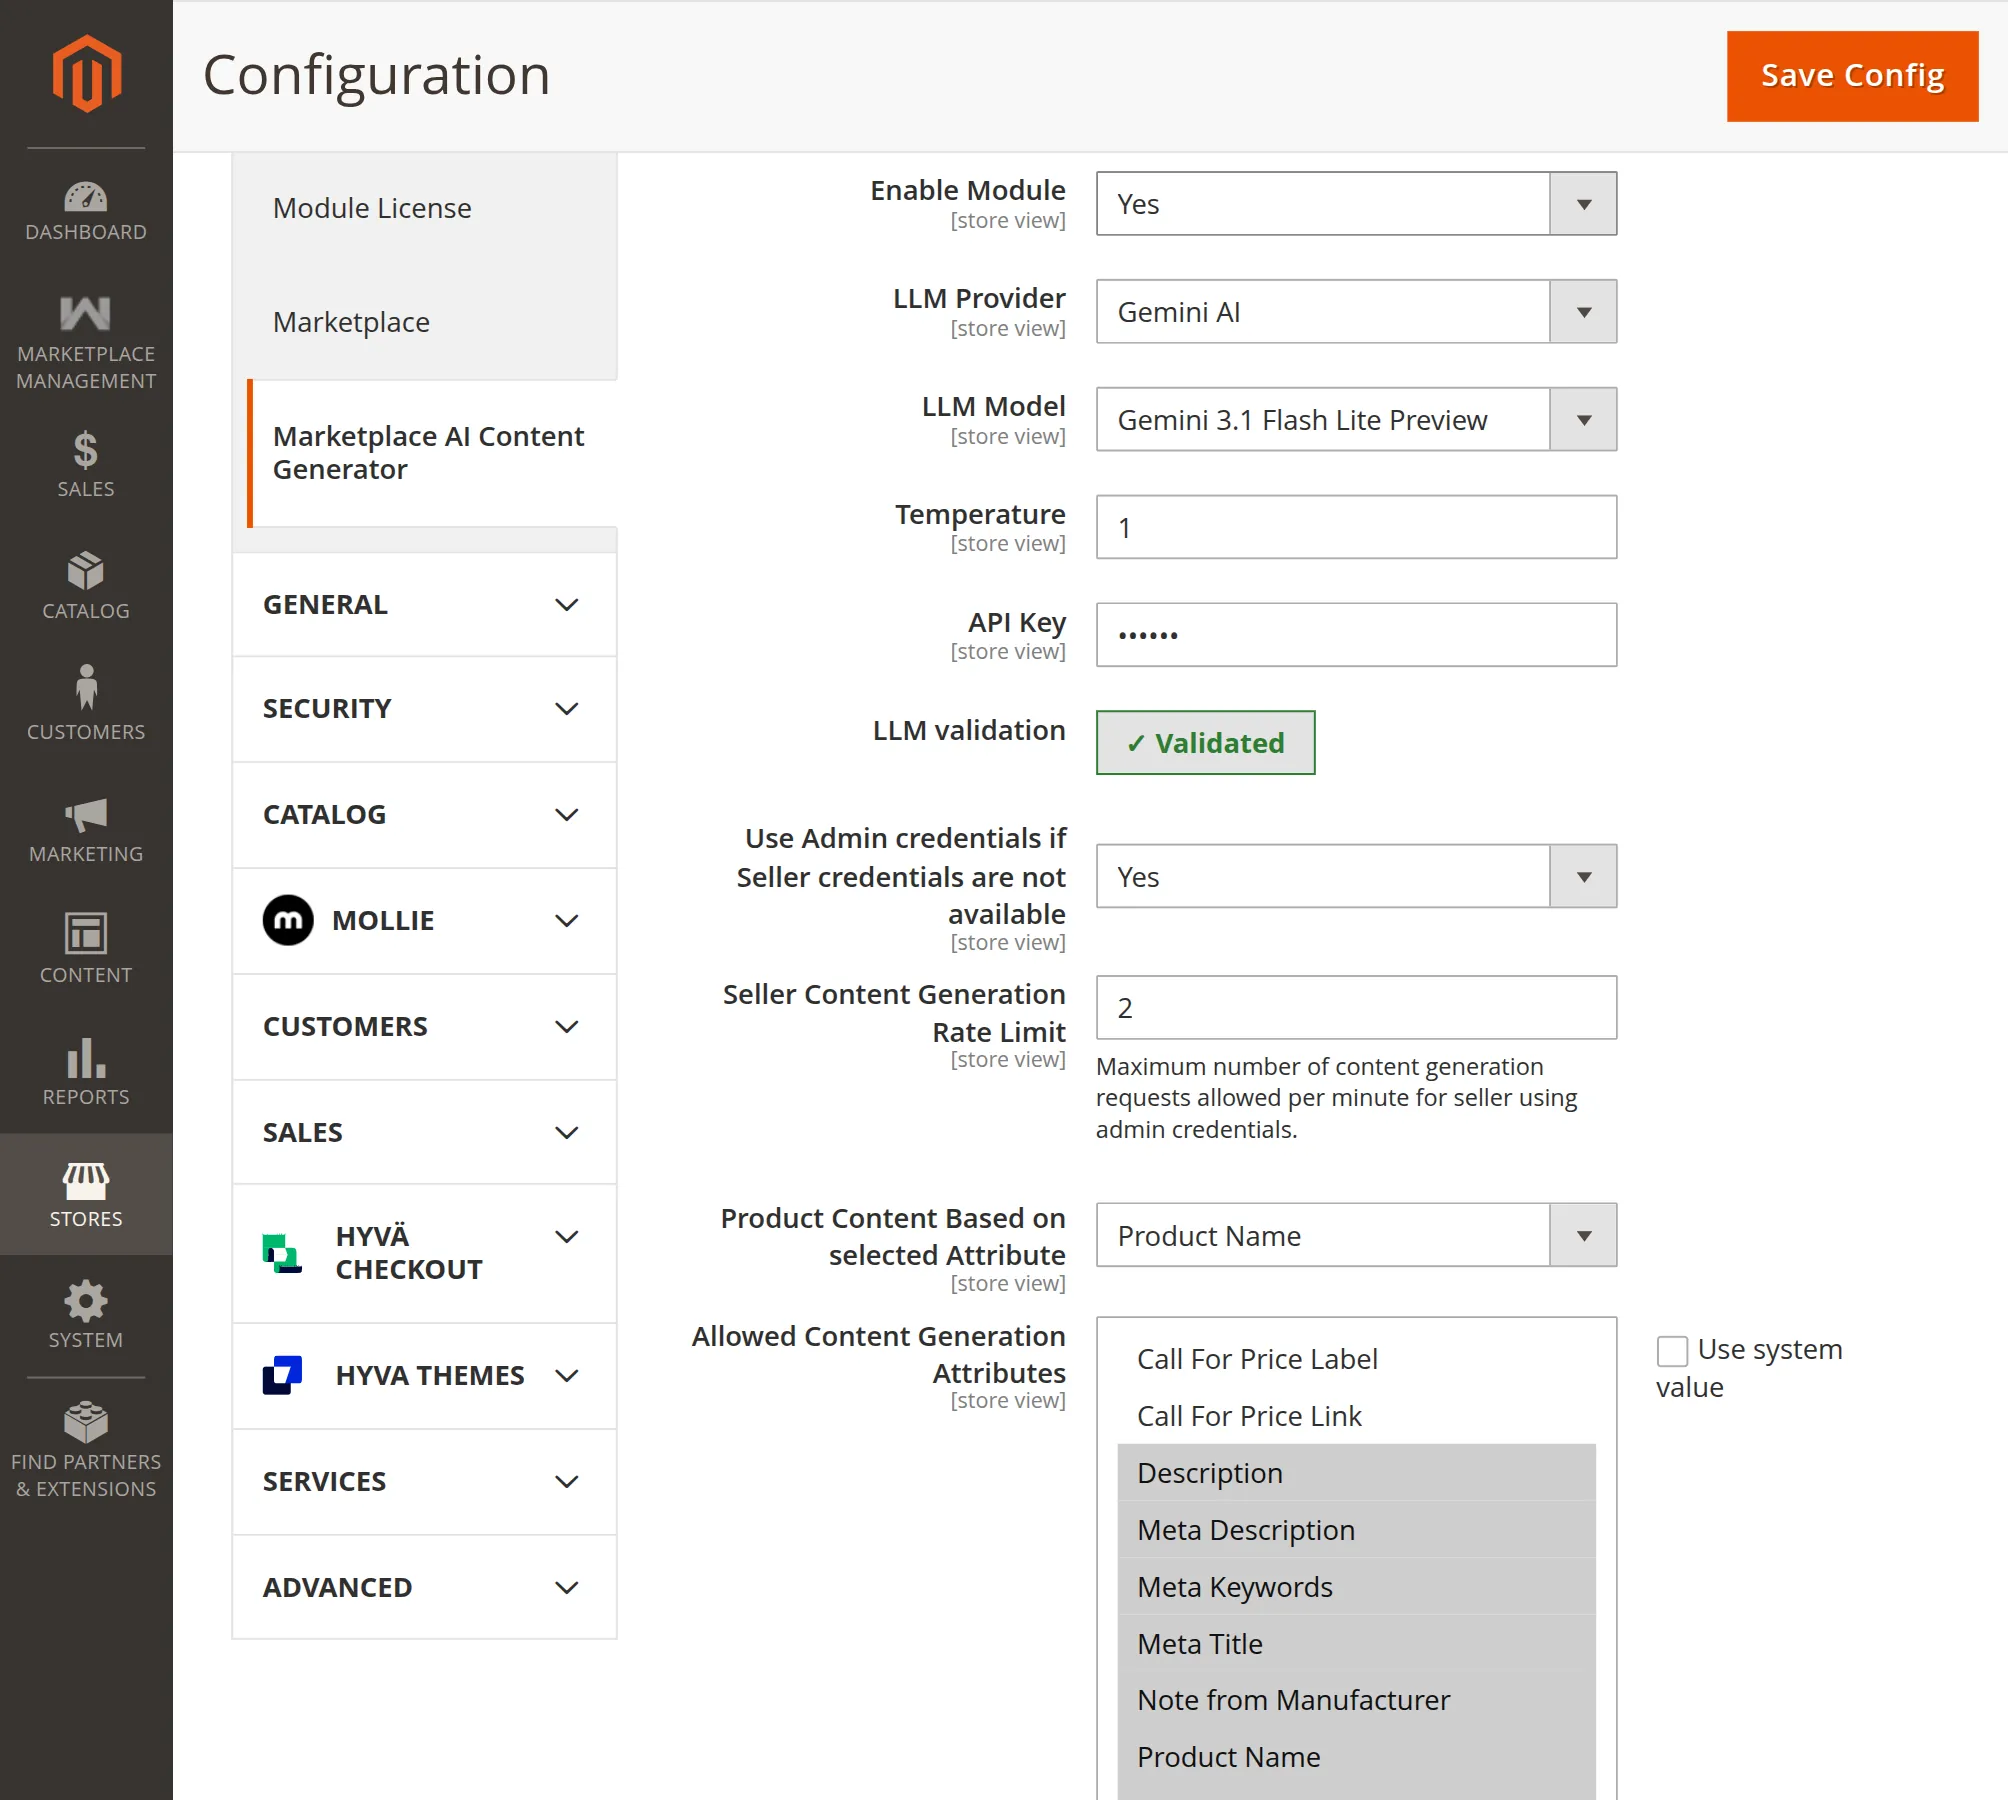 Configuration
Save Config
DASHBOARD
MARKETPLACE
MANAGEMENT
SALES
CATALOG
CUSTOMERS
MARKETING
CONTENT
REPORTS
STORES
SYSTEM
FIND PARTNERS
& EXTENSIONS
Module License
Marketplace
Marketplace AI Content
Generator
GENERAL
SECURITY
CATALOG
MOLLIE
CUSTOMERS
SALES
HYVÄ
CHECKOUT
HYVA THEMES
SERVICES
ADVANCED
Enable Module
[store view]
Yes
LLM Provider
[store view]
Gemini AI
LLM Model
[store view]
Gemini 3.1 Flash Lite Preview
Temperature
[store view]
1
API Key
[store view]
••••••
LLM validation
✓ Validated
Use Admin credentials if
Seller credentials are not
available
[store view]
Yes
Seller Content Generation
Rate Limit
[store view]
2
Maximum number of content generation
requests allowed per minute for seller using
admin credentials.
Product Content Based on
selected Attribute
[store view]
Product Name
Allowed Content Generation
Attributes
[store view]
Call For Price Label
Call For Price Link
Description
Meta Description
Meta Keywords
Meta Title
Note from Manufacturer
Product Name
Use system
value